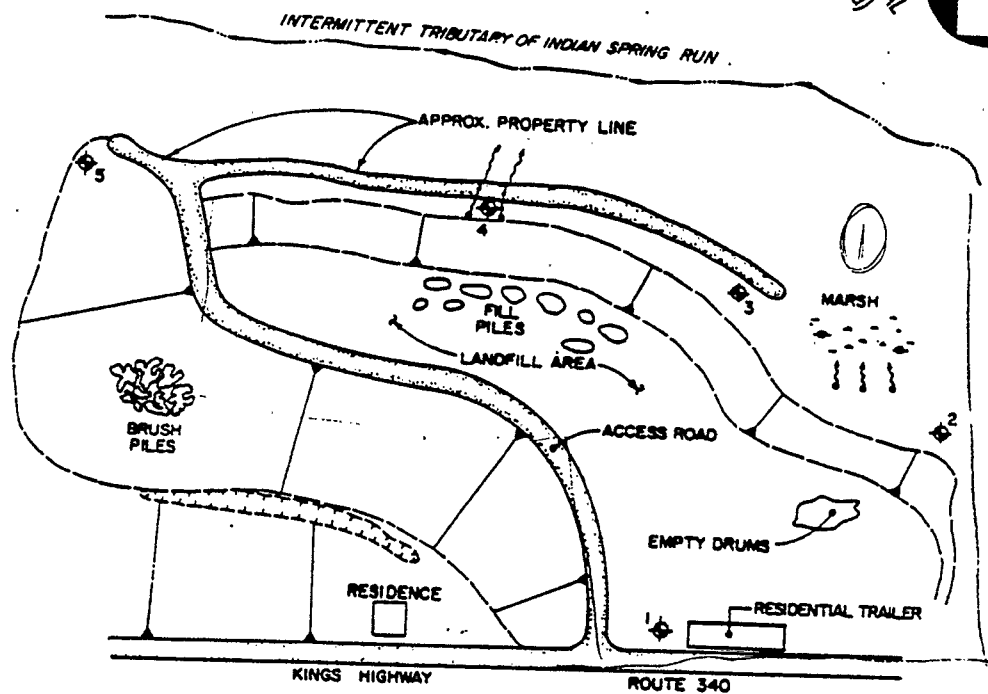 INTERMITTENT TRIBUTARY OF INDIAN SPRING RUN
APPROX. PROPERTY LINE
5
4
3
MARSH
FILL
PILES
LANDFILL AREA
2
BRUSH
PILES
ACCESS ROAD
EMPTY DRUMS
RESIDENCE
RESIDENTIAL TRAILER
1
KINGS HIGHWAY
ROUTE 340